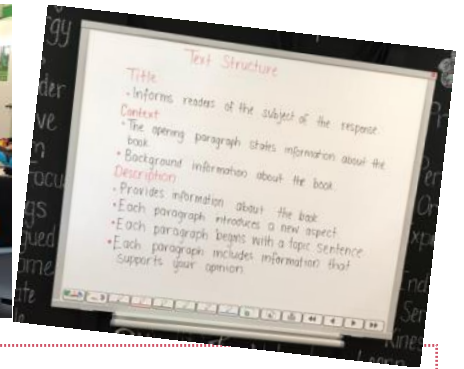 Text Structure
Title
• Informs readers of the subject of the response.
Context
• The opening paragraph states information about the
book.
• Background information about the book
Description
• Provides information about the book
• Each paragraph introduces a new aspect
• Each paragraph begins with a topic sentence
• Each paragraph includes information that
supports your opinion.